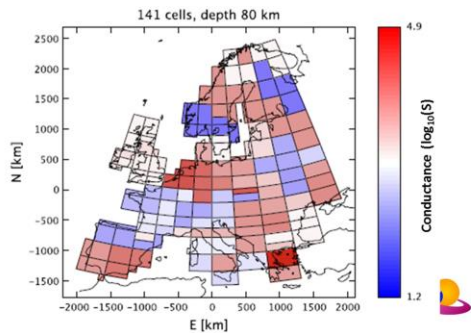 141 cells, depth 80 km
2500
2000
1500
1000
500
0
−500
−1000
−1500
N [km]
−2000 −1500 −1000 −500 0 500 1000 1500 2000
E [km]
4.9
Conductance (log10(S)
1.2